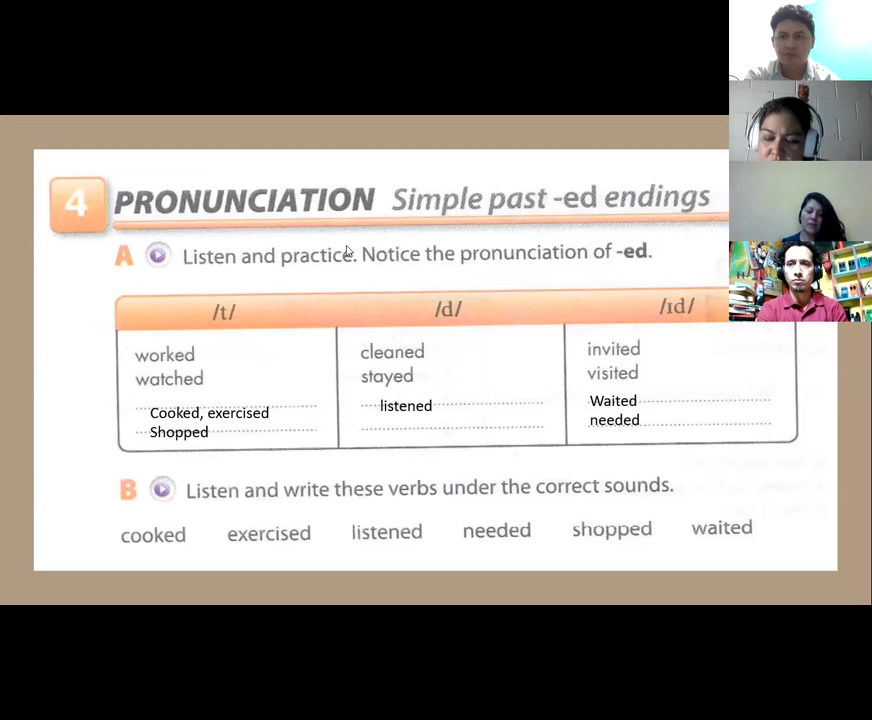 4 PRONUNCIATION Simple past -ed endings
A Listen and practice. Notice the pronunciation of -ed.
/t/ /d/ /ɪd/
worked cleaned invited
watched stayed visited
Cooked, exercised listened Waited
Shopped needed
B Listen and write these verbs under the correct sounds.
cooked exercised listened needed shopped waited